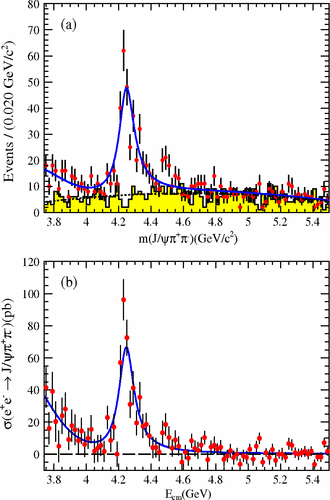 (a)
Events / (0.020 GeV/c²)
80
70
60
50
40
30
20
10
0
4 4.2 4.4 4.6 4.8 5 5.2 5.4
m(J/ψπ⁺π⁻)(GeV/c²)
(b)
σ(e⁺e⁻ → J/ψπ⁺π⁻)(pb)
120
100
80
60
40
20
0
3.8 4 4.2 4.4 4.6 4.8 5 5.2 5.4
E_cm(GeV)